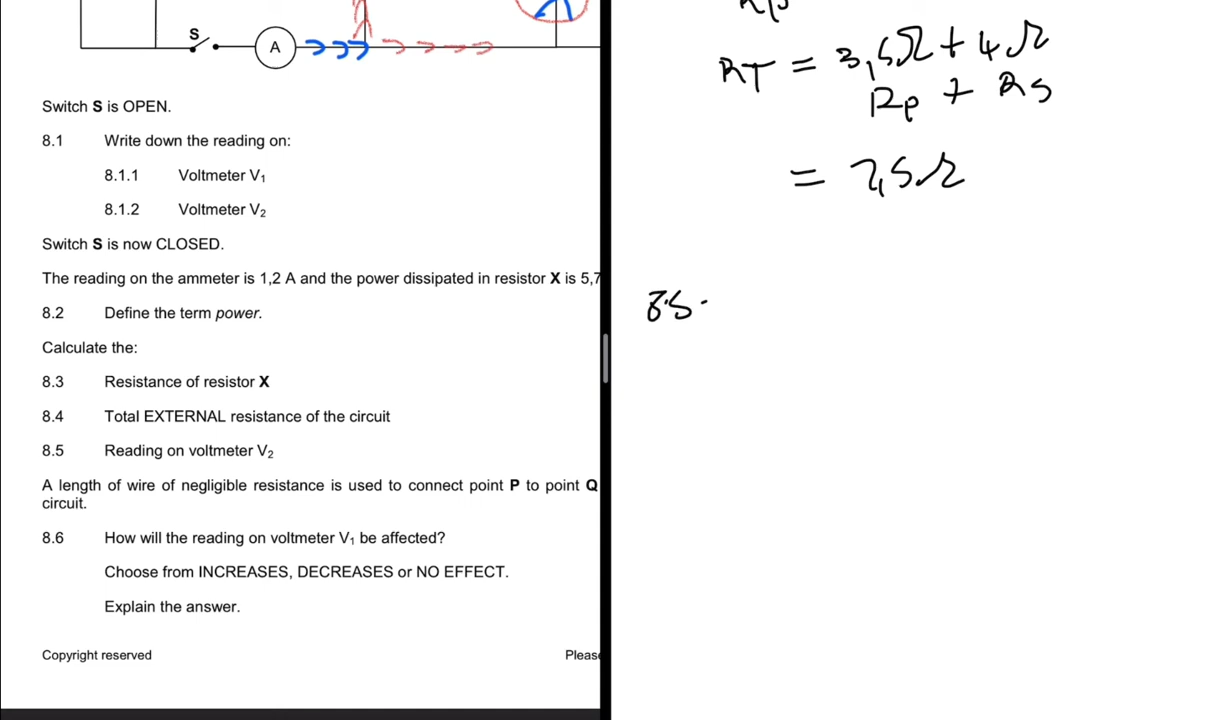 S
A
Switch S is OPEN.
8.1 Write down the reading on:
8.1.1 Voltmeter V₁
8.1.2 Voltmeter V₂
Switch S is now CLOSED.
The reading on the ammeter is 1,2 A and the power dissipated in resistor X is 5,7
8.2 Define the term power.
Calculate the:
8.3 Resistance of resistor X
8.4 Total EXTERNAL resistance of the circuit
8.5 Reading on voltmeter V₂
A length of wire of negligible resistance is used to connect point P to point Q
circuit.
8.6 How will the reading on voltmeter V₁ be affected?
Choose from INCREASES, DECREASES or NO EFFECT.
Explain the answer.
Copyright reserved
Pleas
RT = 3,5Ω + 4Ω
Rp + Rs
= 7,5Ω
8.5.